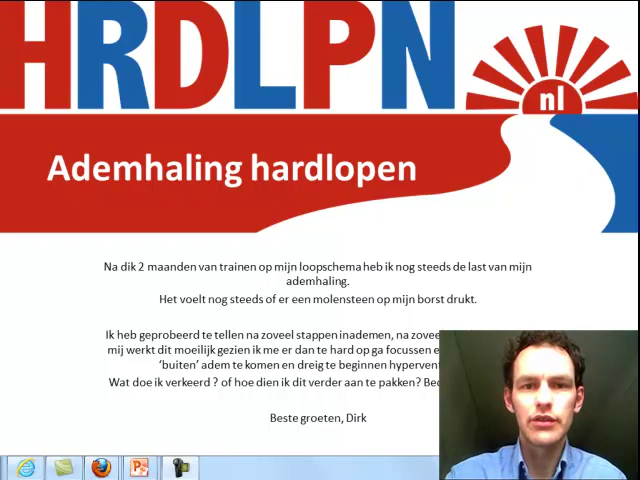 HRDLPN
nl
Ademhaling hardlopen
Na dik 2 maanden van trainen op mijn loopschema heb ik nog steeds de last van mijn
ademhaling.
Het voelt nog steeds of er een molensteen op mijn borst drukt.
Ik heb geprobeerd te tellen na zoveel stappen inademen, na
mij werkt dit moeilijk gezien ik me er dan te hard op ga focussen
‘buiten’ adem te komen en dreig te beginnen
Wat doe ik verkeerd ? of hoe dien ik dit verder aan te pakken?
Beste groeten, Dirk